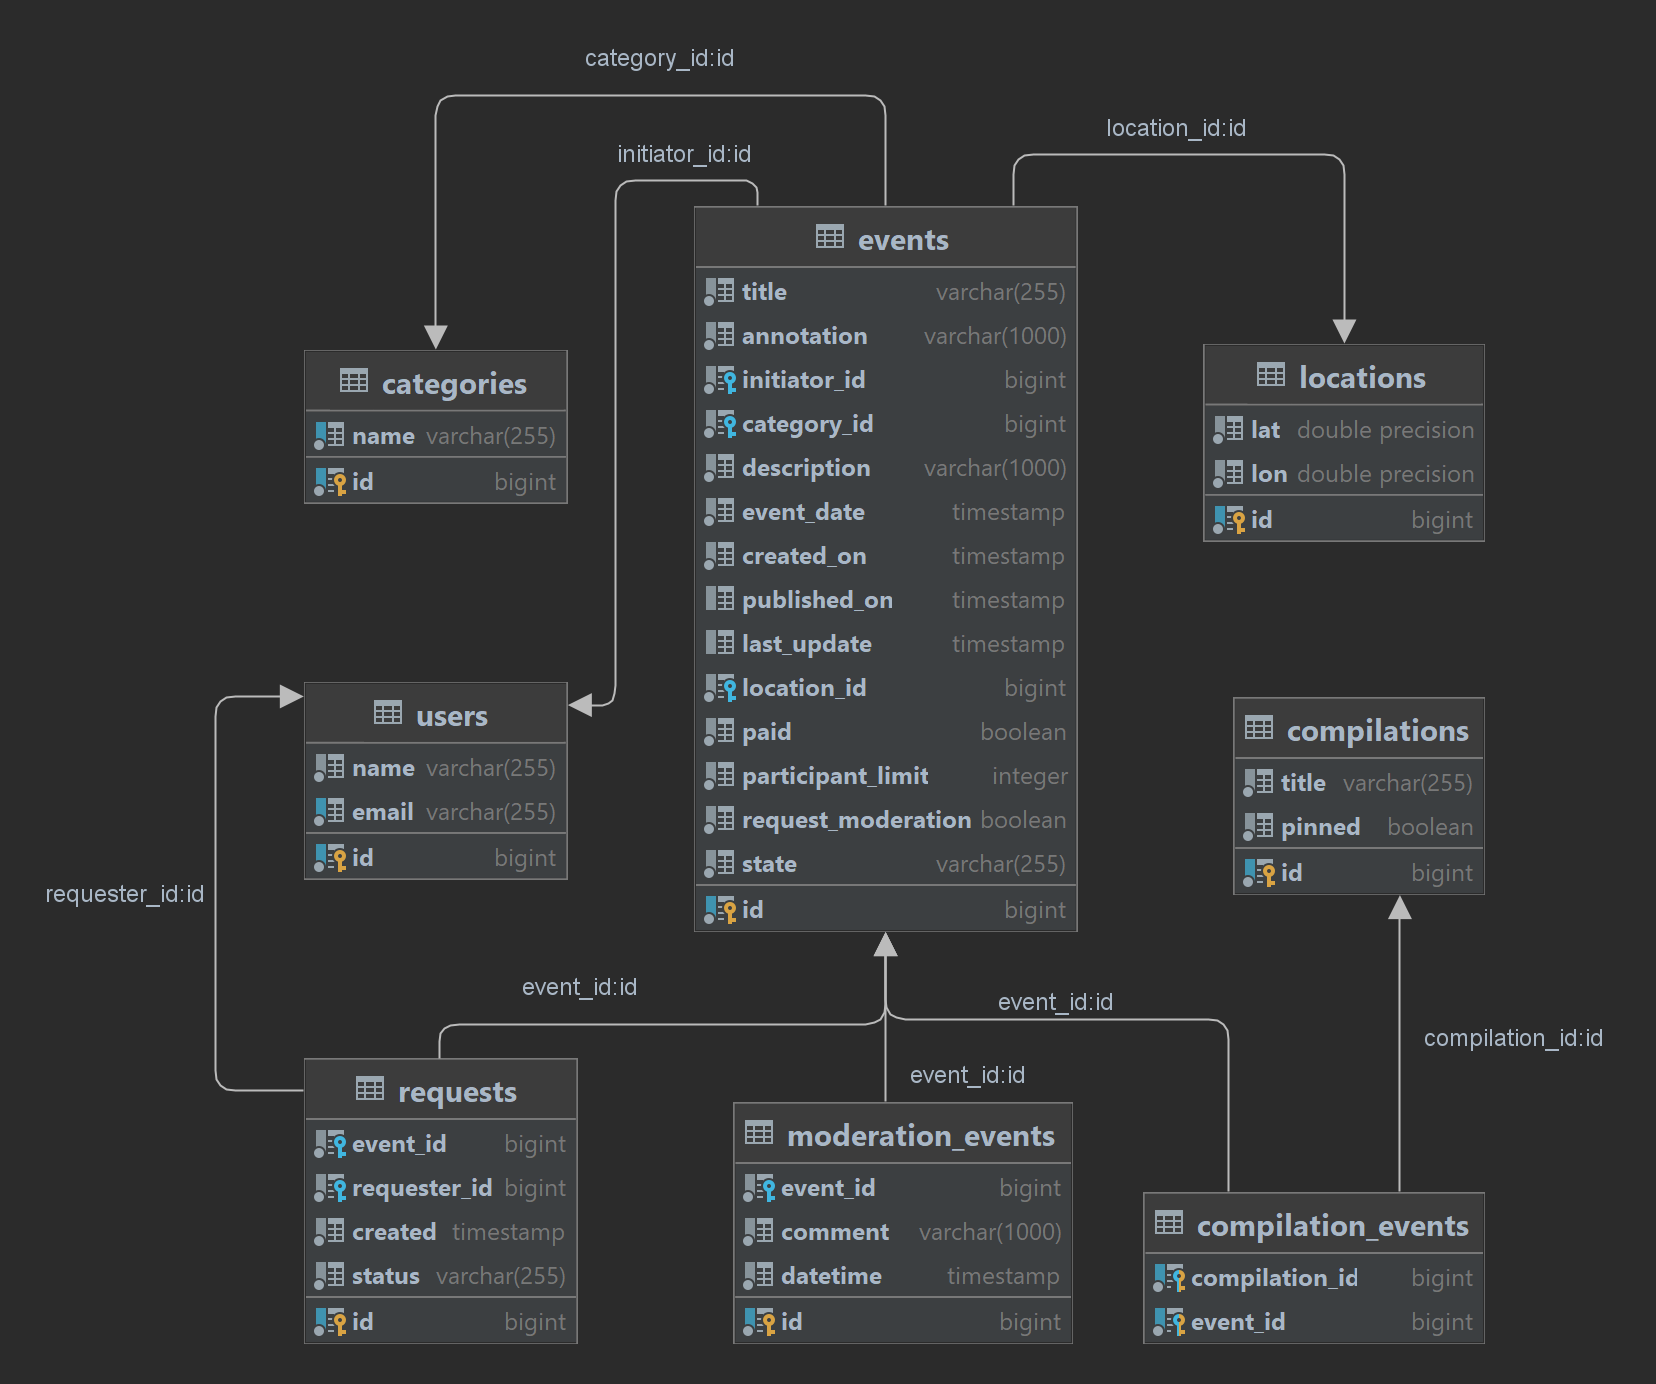 category_id:id
location_id:id
initiator_id:id
events
title varchar(255)
annotation varchar(1000)
initiator_id bigint
category_id bigint
description varchar(1000)
event_date timestamp
created_on timestamp
published_on timestamp
last_update timestamp
location_id bigint
paid boolean
participant_limit integer
request_moderation boolean
state varchar(255)
id bigint
categories
name varchar(255)
id bigint
locations
lat double precision
lon double precision
id bigint
users
name varchar(255)
email varchar(255)
id bigint
compilations
title varchar(255)
pinned boolean
id bigint
requester_id:id
event_id:id
event_id:id
compilation_id:id
event_id:id
requests
event_id bigint
requester_id bigint
created timestamp
status varchar(255)
id bigint
moderation_events
event_id bigint
comment varchar(1000)
datetime timestamp
id bigint
compilation_events
compilation_id bigint
event_id bigint